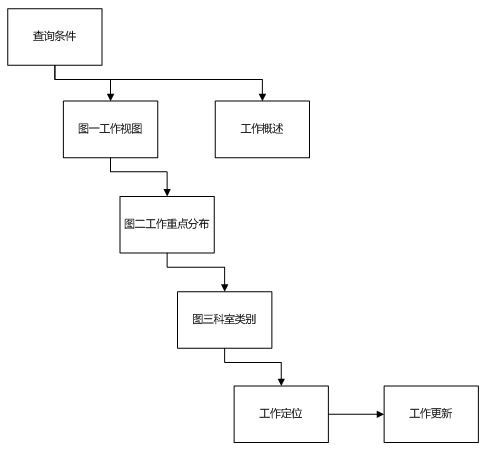 查询条件
图一工作视图
工作概述
图二工作重点分布
图三科室类别
工作定位
工作更新